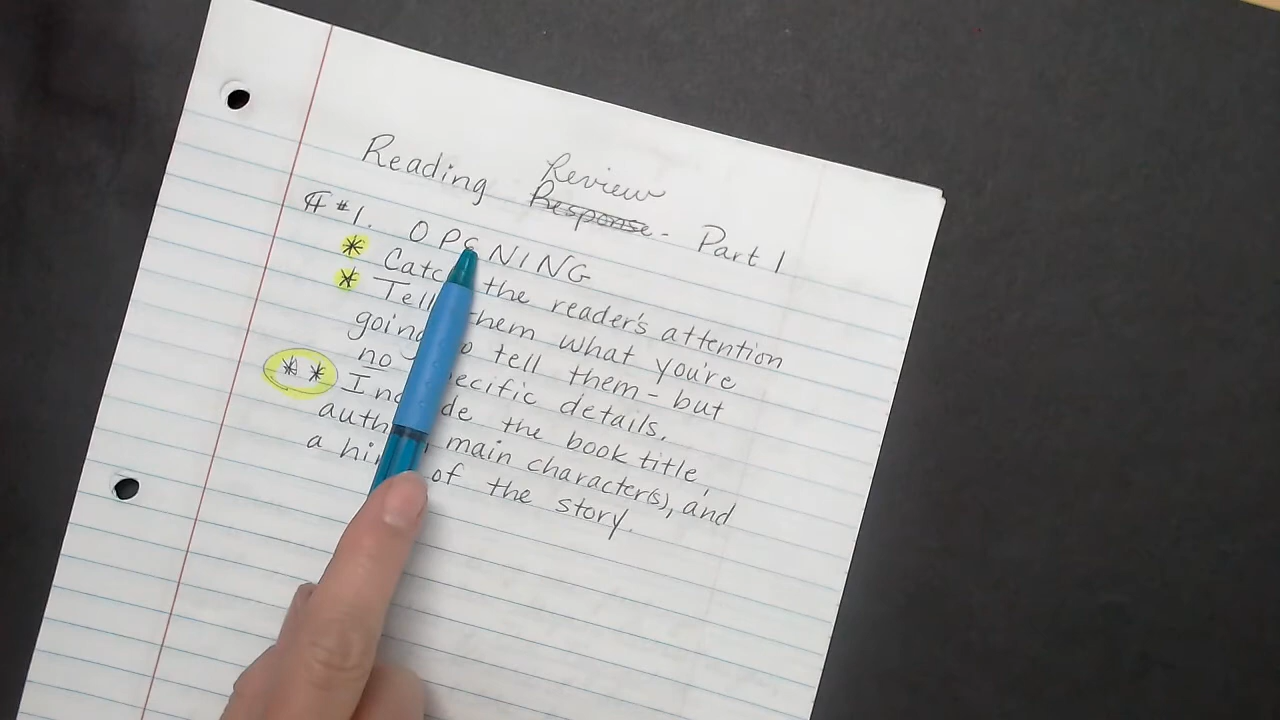 Review
Reading Response - Part 1
¶ #1. OPENING
* Catch the reader's attention
* Tell them what you're
going to tell them - but
no specific details.
** Include the book title,
author, main character(s), and
a hint of the story.